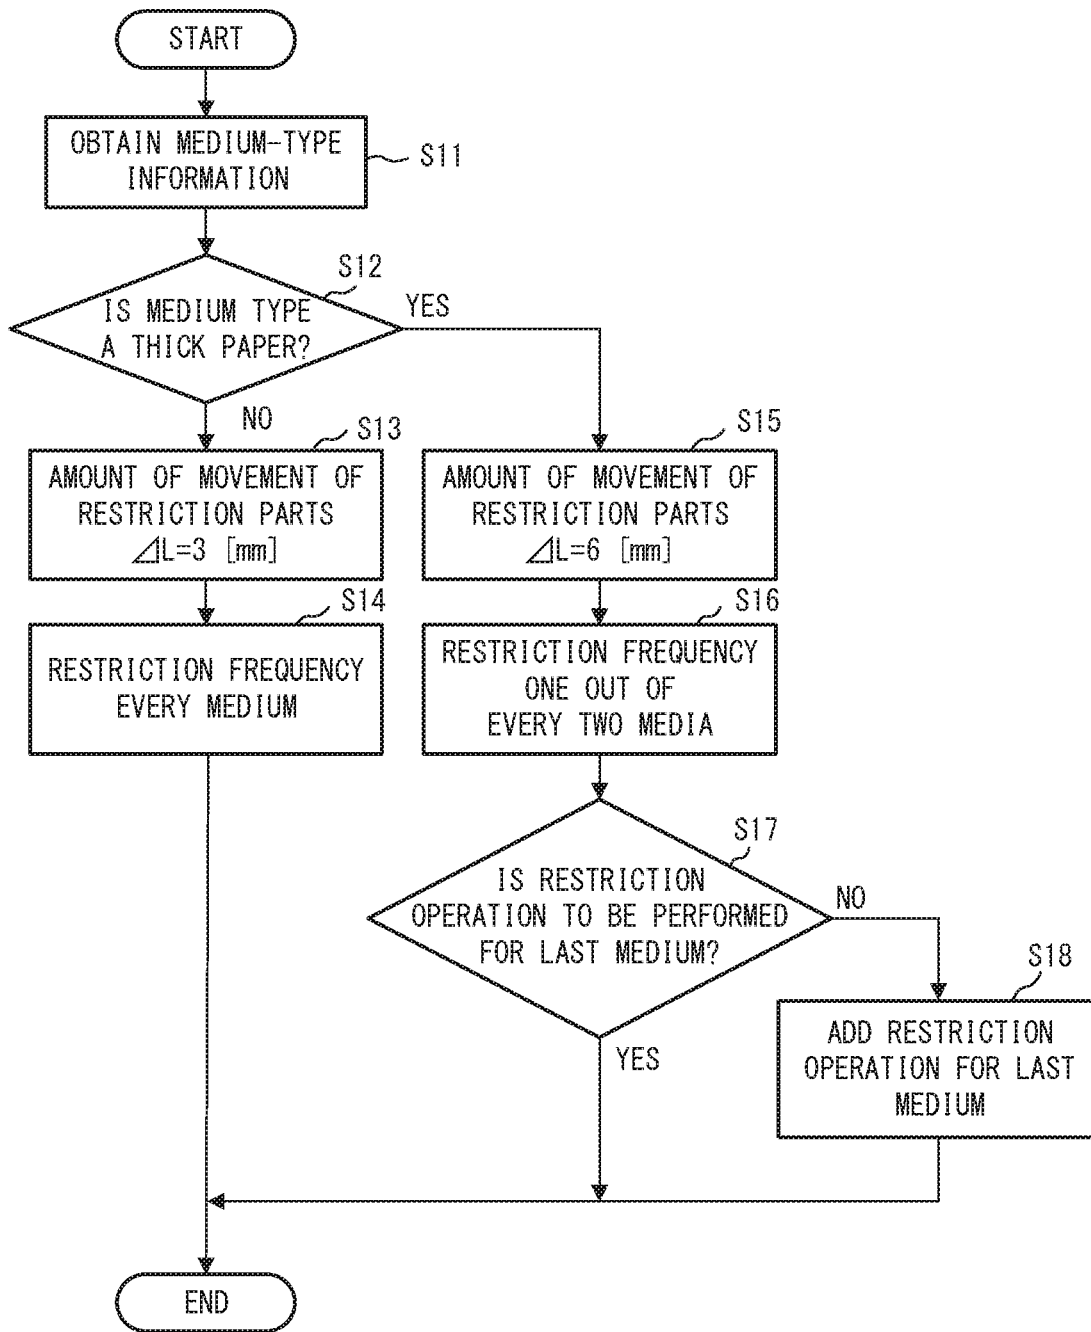 START
OBTAIN MEDIUM-TYPE
INFORMATION
S11
S12
IS MEDIUM TYPE
A THICK PAPER?
YES
NO
S13
AMOUNT OF MOVEMENT OF
RESTRICTION PARTS
⊿L=3 [mm]
S15
AMOUNT OF MOVEMENT OF
RESTRICTION PARTS
⊿L=6 [mm]
S14
RESTRICTION FREQUENCY
EVERY MEDIUM
S16
RESTRICTION FREQUENCY
ONE OUT OF
EVERY TWO MEDIA
S17
IS RESTRICTION
OPERATION TO BE PERFORMED
FOR LAST MEDIUM?
NO
YES
S18
ADD RESTRICTION
OPERATION FOR LAST
MEDIUM
END